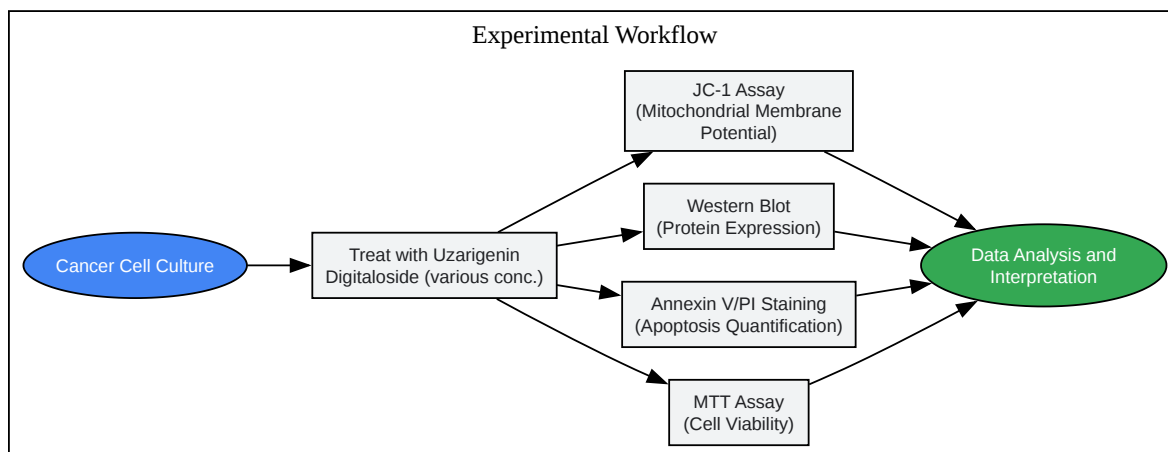 Experimental Workflow
JC-1 Assay
(Mitochondrial Membrane
Potential)
Western Blot
(Protein Expression)
Cancer Cell Culture
Treat with Uzarigenin
Digitaloside (various conc.)
Data Analysis and
Interpretation
Annexin V/PI Staining
(Apoptosis Quantification)
MTT Assay
(Cell Viability)